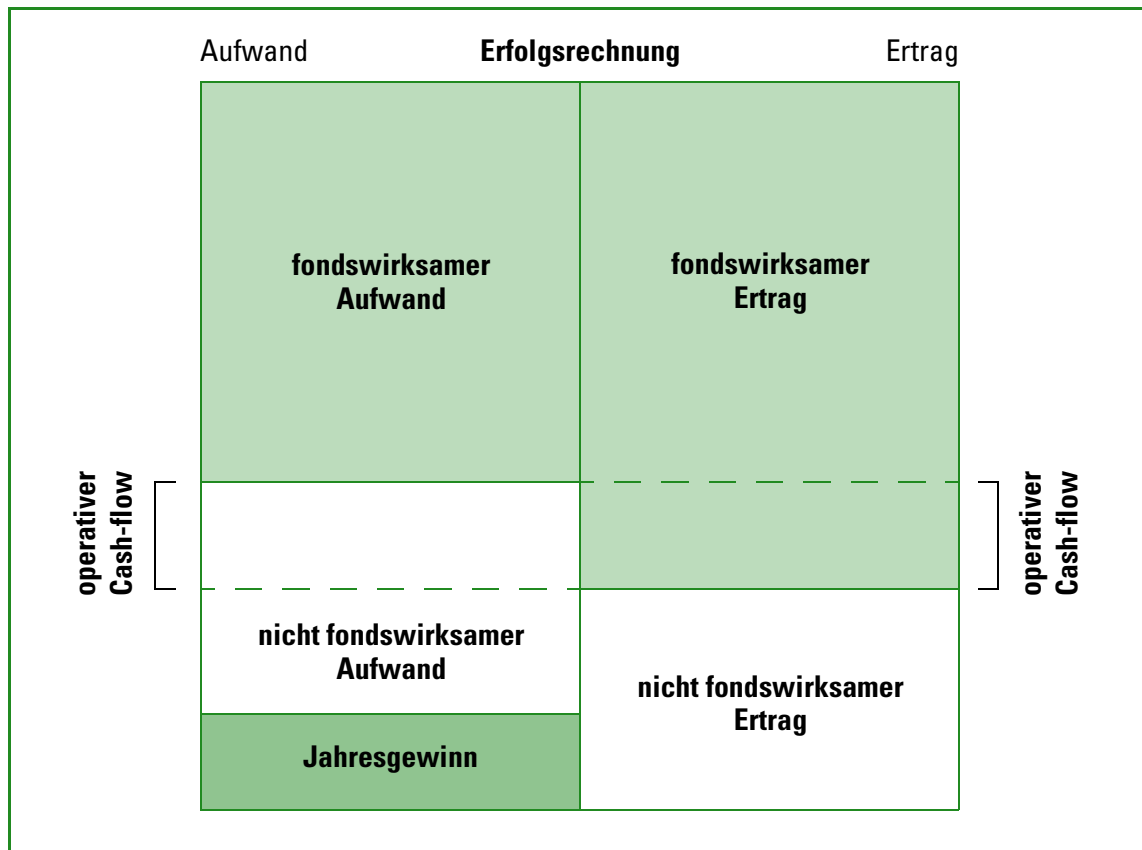 Aufwand Erfolgsrechnung Ertrag
fondswirksamer
Aufwand
fondswirksamer
Ertrag
operativer
Cash-flow
operativer
Cash-flow
nicht fondswirksamer
Aufwand
nicht fondswirksamer
Ertrag
Jahresgewinn